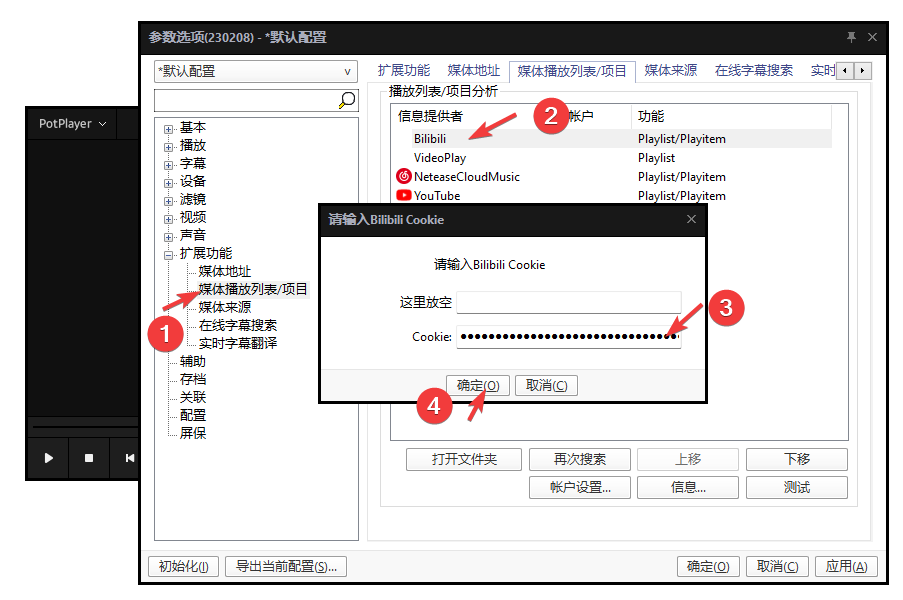 参数选项(230208) - *默认配置
*默认配置
扩展功能 媒体地址 媒体播放列表/项目 媒体来源 在线字幕搜索 实时
播放列表/项目分析
信息提供者 帐户 功能
Bilibili Playlist/Playitem
VideoPlay Playlist
NeteaseCloudMusic Playlist/Playitem
YouTube Playlist/Playitem
2
PotPlayer
基本
播放
字幕
设备
滤镜
视频
声音
扩展功能
媒体地址
媒体播放列表/项目
媒体来源
在线字幕搜索
实时字幕翻译
辅助
存档
关联
配置
屏保
1
请输入Bilibili Cookie
请输入Bilibili Cookie
这里放空
Cookie:
3
确定(O) 取消(C)
4
打开文件夹 再次搜索 上移 下移
帐户设置... 信息... 测试
初始化(I) 导出当前配置(S)... 确定(O) 取消(C) 应用(A)